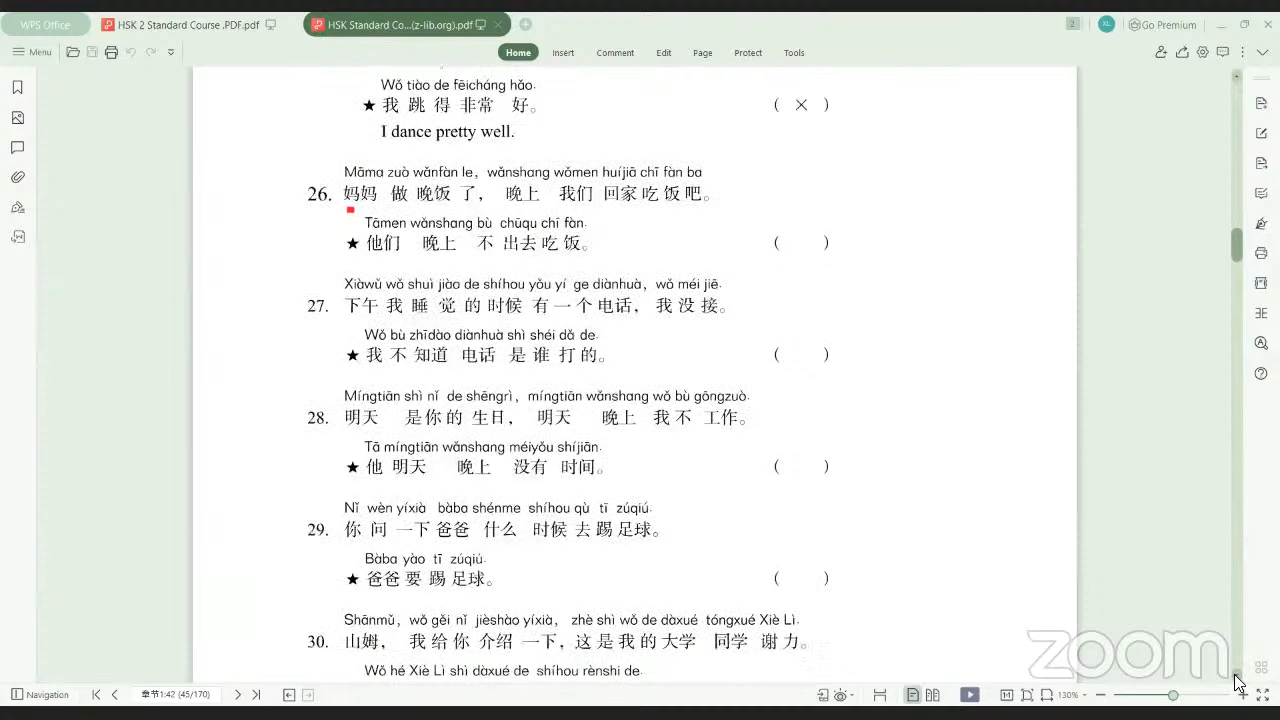 WPS Office
HSK 2 Standard Course .PDF.pdf
HSK Standard Co...(z-lib.org).pdf
2
XL
Go Premium
Menu
Home
Insert
Comment
Edit
Page
Protect
Tools
Wǒ tiào de fēicháng hǎo.
★ 我 跳 得 非常 好。 ( × )
I dance pretty well.
Māma zuò wǎnfàn le, wǎnshang wǒmen huíjiā chī fàn ba
26. 妈妈 做 晚饭 了, 晚上 我们 回家 吃 饭 吧。
Tāmen wǎnshang bù chūqu chī fàn.
★ 他们 晚上 不 出去 吃 饭。 ( )
Xiàwǔ wǒ shuì jiào de shíhou yǒu yí ge diànhuà, wǒ méi jiē.
27. 下午 我 睡 觉 的 时候 有 一 个 电话, 我 没 接。
Wǒ bù zhīdào diànhuà shì shéi dǎ de.
★ 我 不 知道 电话 是 谁 打 的。 ( )
Míngtiān shì nǐ de shēngrì, míngtiān wǎnshang wǒ bù gōngzuò.
28. 明天 是 你 的 生日, 明天 晚上 我 不 工作。
Tā míngtiān wǎnshang méiyǒu shíjiān.
★ 他 明天 晚上 没有 时间。 ( )
Nǐ wèn yíxià bàba shénme shíhou qù tī zúqiú.
29. 你 问 一下 爸爸 什么 时候 去 踢 足球。
Bàba yào tī zúqiú.
★ 爸爸 要 踢 足球。 ( )
Shānmǔ, wǒ gěi nǐ jièshào yíxià, zhè shì wǒ de dàxué tóngxué Xiè Lì.
30. 山姆, 我 给 你 介绍 一下, 这 是 我 的 大学 同学 谢 力。
Wǒ hé Xiè Lì shì dàxué de shíhou rènshi de.
zoom
Navigation
章节1:42 (45/170)
130%